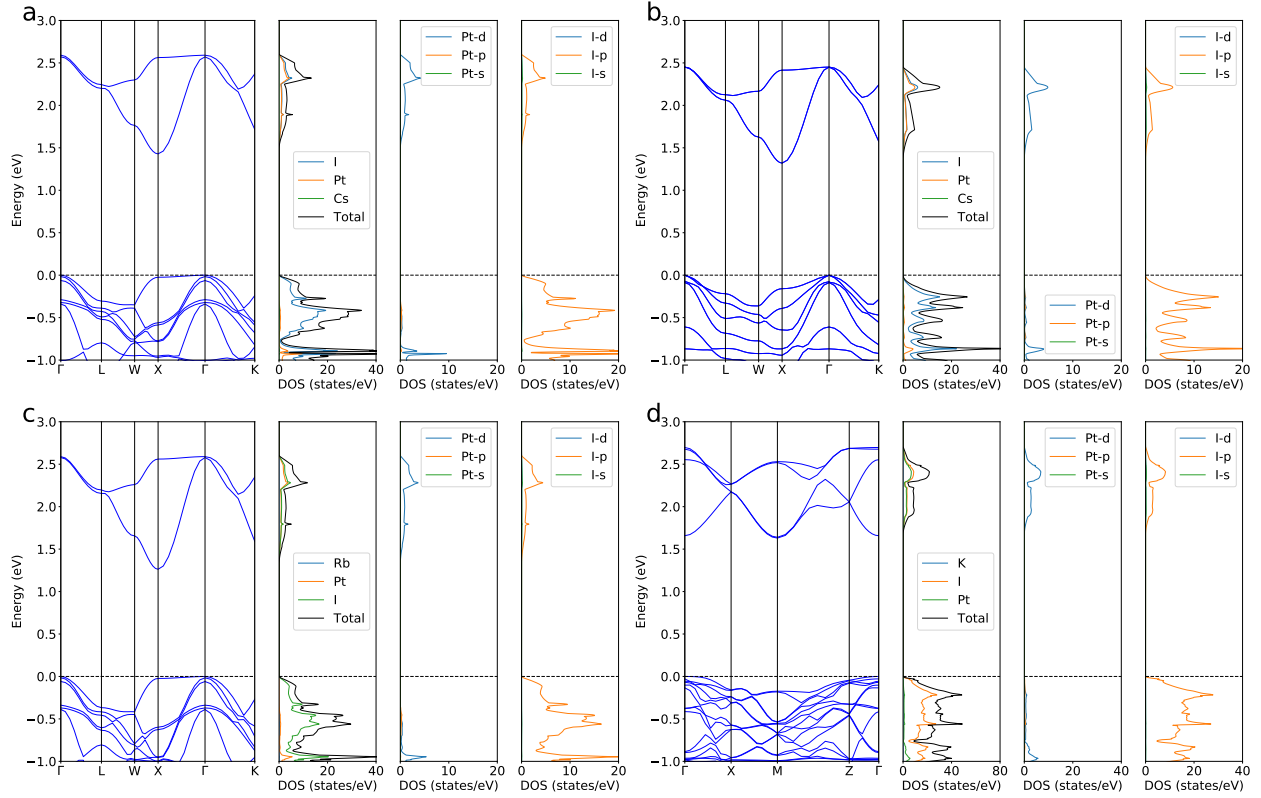 a
Energy (eV)
3.0
2.5
2.0
1.5
1.0
0.5
0.0
−0.5
−1.0
Γ L W X Γ K
I
Pt
Cs
Total
0 20 40
DOS (states/eV)
Pt-d
Pt-p
Pt-s
0 10 20
DOS (states/eV)
I-d
I-p
I-s
0 10 20
DOS (states/eV)
b
Energy (eV)
3.0
2.5
2.0
1.5
1.0
0.5
0.0
−0.5
−1.0
Γ L W X Γ K
I
Pt
Cs
Total
0 20 40
DOS (states/eV)
Pt-d
Pt-p
Pt-s
0 10 20
DOS (states/eV)
I-d
I-p
I-s
0 10 20
DOS (states/eV)
c
Energy (eV)
3.0
2.5
2.0
1.5
1.0
0.5
0.0
−0.5
−1.0
Γ L W X Γ K
Rb
Pt
I
Total
0 20 40
DOS (states/eV)
Pt-d
Pt-p
Pt-s
0 10 20
DOS (states/eV)
I-d
I-p
I-s
0 10 20
DOS (states/eV)
d
Energy (eV)
3.0
2.5
2.0
1.5
1.0
0.5
0.0
−0.5
−1.0
Γ X M Z Γ
K
I
Pt
Total
0 40 80
DOS (states/eV)
Pt-d
Pt-p
Pt-s
0 20 40
DOS (states/eV)
I-d
I-p
I-s
0 20 40
DOS (states/eV)